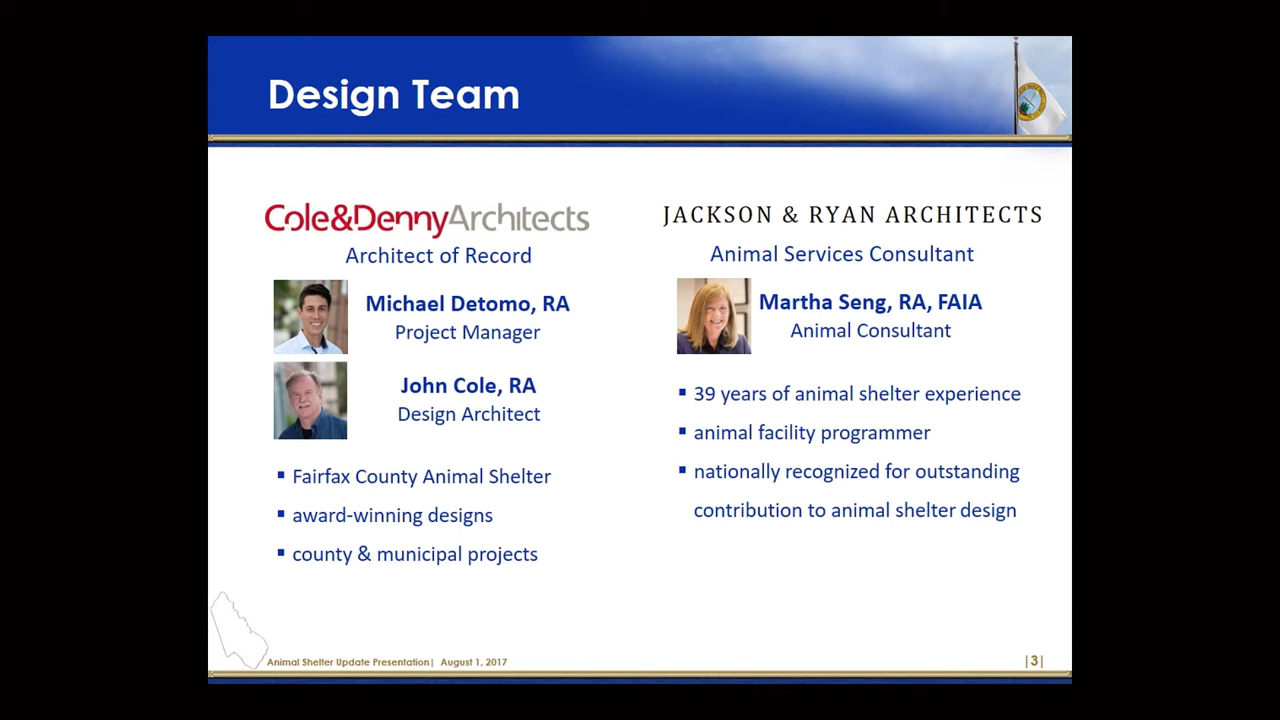 Design Team
Cole&DennyArchitects
Architect of Record
Michael Detomo, RA
Project Manager
John Cole, RA
Design Architect
▪ Fairfax County Animal Shelter
▪ award-winning designs
▪ county & municipal projects
JACKSON & RYAN ARCHITECTS
Animal Services Consultant
Martha Seng, RA, FAIA
Animal Consultant
▪ 39 years of animal shelter experience
▪ animal facility programmer
▪ nationally recognized for outstanding
contribution to animal shelter design
Animal Shelter Update Presentation| August 1, 2017
|3|